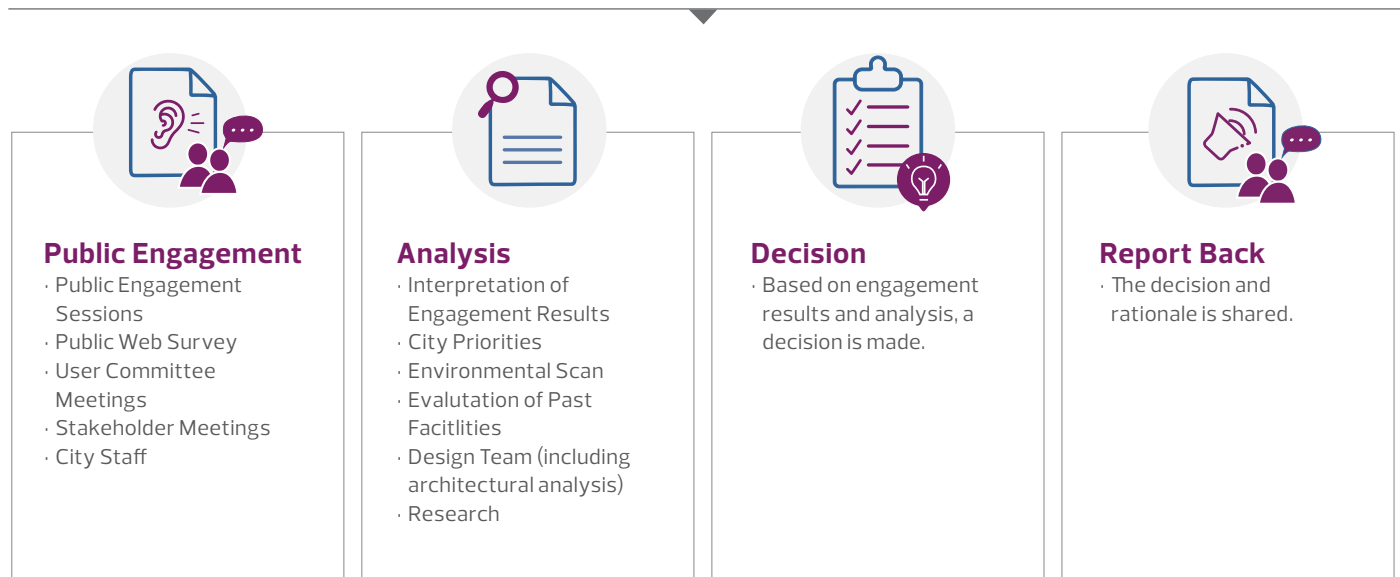 Public Engagement
· Public Engagement
Sessions
· Public Web Survey
· User Committee
Meetings
· Stakeholder Meetings
· City Staff
Analysis
· Interpretation of
Engagement Results
· City Priorities
· Environmental Scan
· Evalutation of Past
Facitlities
· Design Team (including
architectural analysis)
· Research
Decision
· Based on engagement
results and analysis, a
decision is made.
Report Back
· The decision and
rationale is shared.